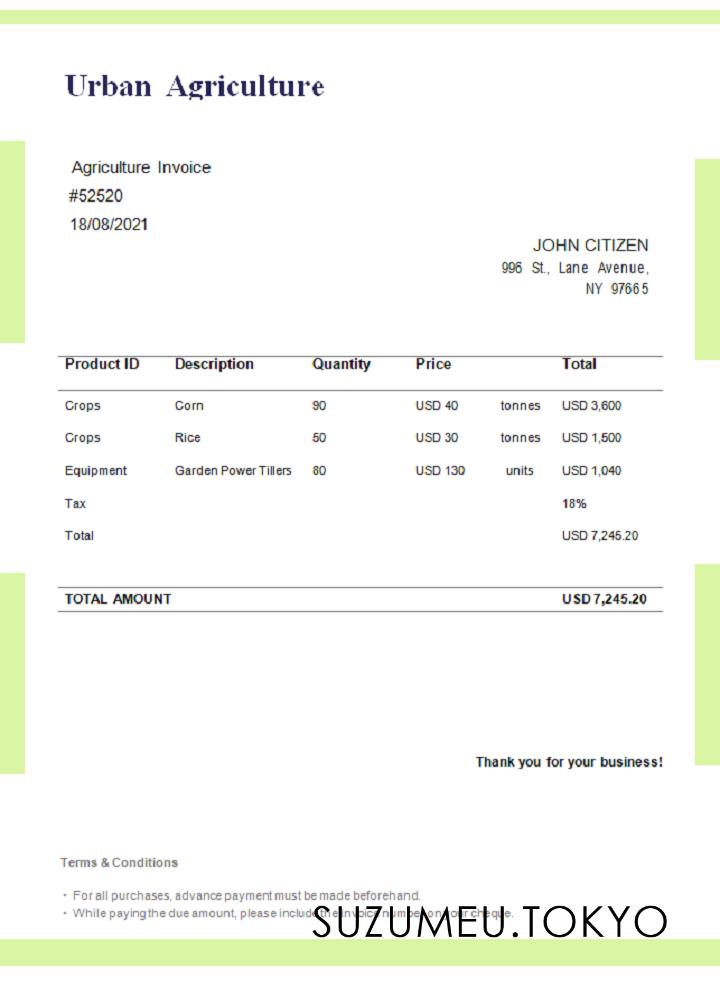 Urban Agriculture
Agriculture Invoice
#52520
18/08/2021
JOHN CITIZEN
996 St., Lane Avenue,
NY 97665
Product ID Description Quantity Price Total
Crops Corn 90 USD 40 tonnes USD 3,600
Crops Rice 50 USD 30 tonnes USD 1,500
Equipment Garden Power Tillers 80 USD 130 units USD 1,040
Tax 18%
Total USD 7,245.20
TOTAL AMOUNT USD 7,245.20
Thank you for your business!
Terms & Conditions
• For all purchases, advance payment must be made beforehand.
• While paying the due amount, please include the invoice number on your cheque.
SUZUMEU.TOKYO